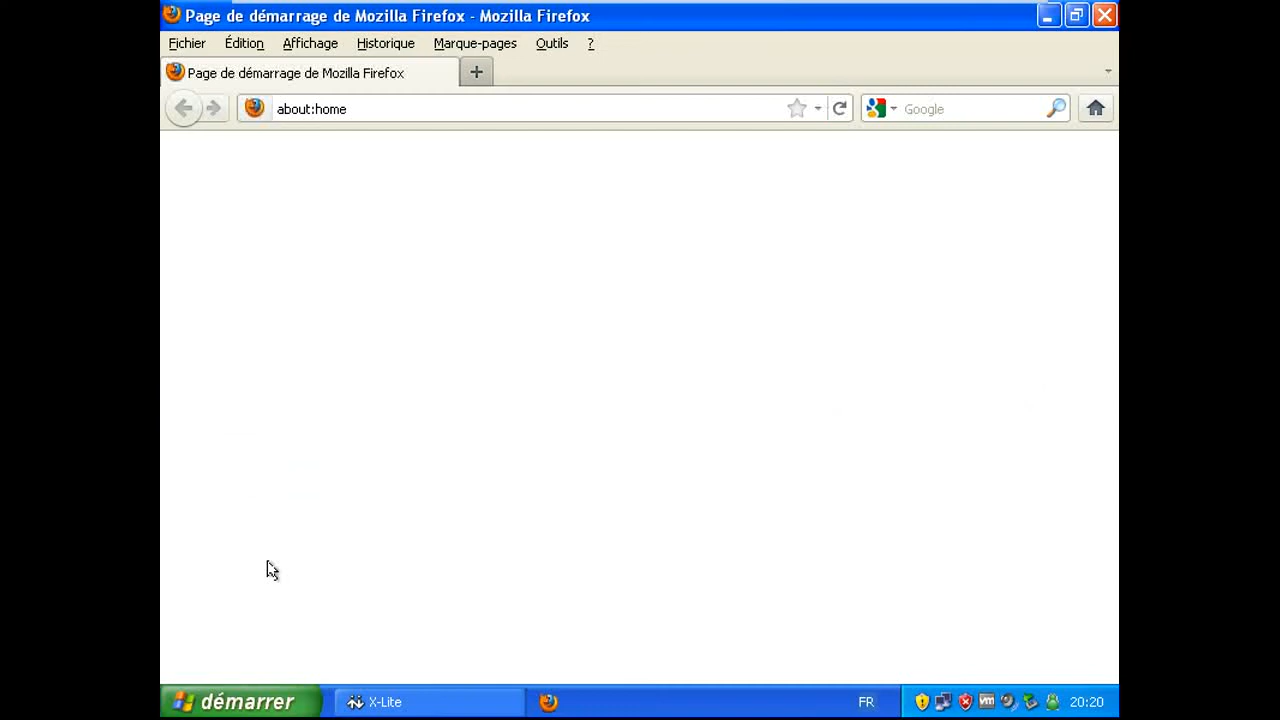 Page de démarrage de Mozilla Firefox - Mozilla Firefox
Fichier Édition Affichage Historique Marque-pages Outils ?
Page de démarrage de Mozilla Firefox
about:home Google
démarrer X-Lite FR 20:20